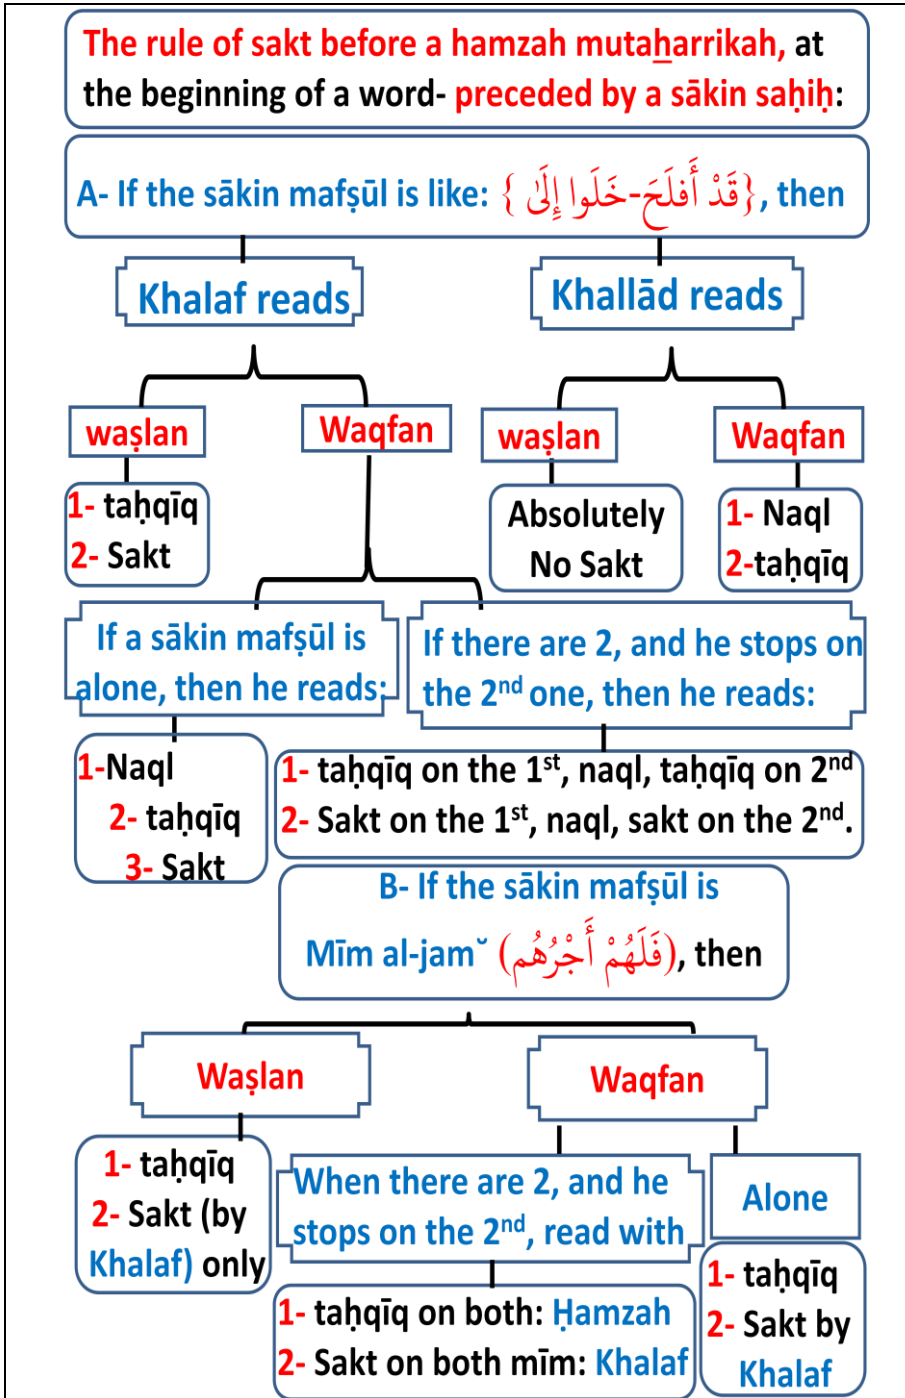 The rule of sakt before a hamzah mutaẖarrikah, at
the beginning of a word- preceded by a sākin saḥiḥ:
A- If the sākin mafṣūl is like: {قَدْ أَفلَحَ-خَلَوا إِلَىٰ }, then
Khalaf reads
Khallād reads
waṣlan
Waqfan
waṣlan
Waqfan
1- taḥqīq
2- Sakt
Absolutely
No Sakt
1- Naql
2-taḥqīq
If a sākin mafṣūl is
alone, then he reads:
If there are 2, and he stops on
the 2nd one, then he reads:
1-Naql
2- taḥqīq
3- Sakt
1- taḥqīq on the 1st, naql, taḥqīq on 2nd
2- Sakt on the 1st, naql, sakt on the 2nd.
B- If the sākin mafṣūl is
Mīm al-jam˘ (فَلَهُمْ أَجْرُهُم), then
Waṣlan
Waqfan
1- taḥqīq
2- Sakt (by
Khalaf) only
When there are 2, and he
stops on the 2nd, read with
Alone
1- taḥqīq on both: Ḥamzah
2- Sakt on both mīm: Khalaf
1- taḥqīq
2- Sakt by
Khalaf